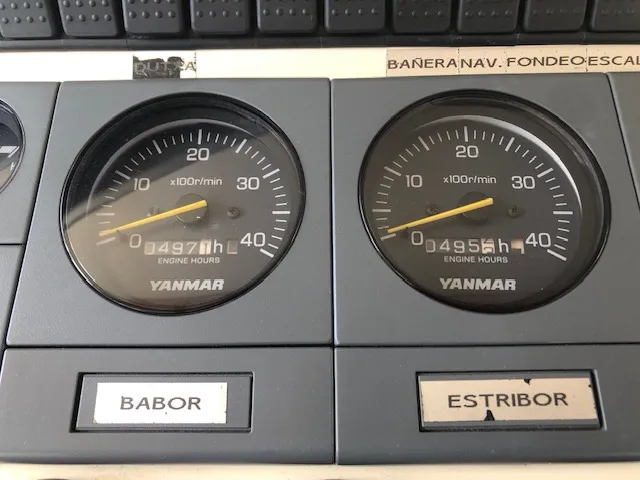 BAÑERA NAV. FONDEO ESCAL
0 10 20 30 40
x100r/min
h
ENGINE HOURS
YANMAR
0 10 20 30 40
x100r/min
h
ENGINE HOURS
YANMAR
BABOR
ESTRIBOR